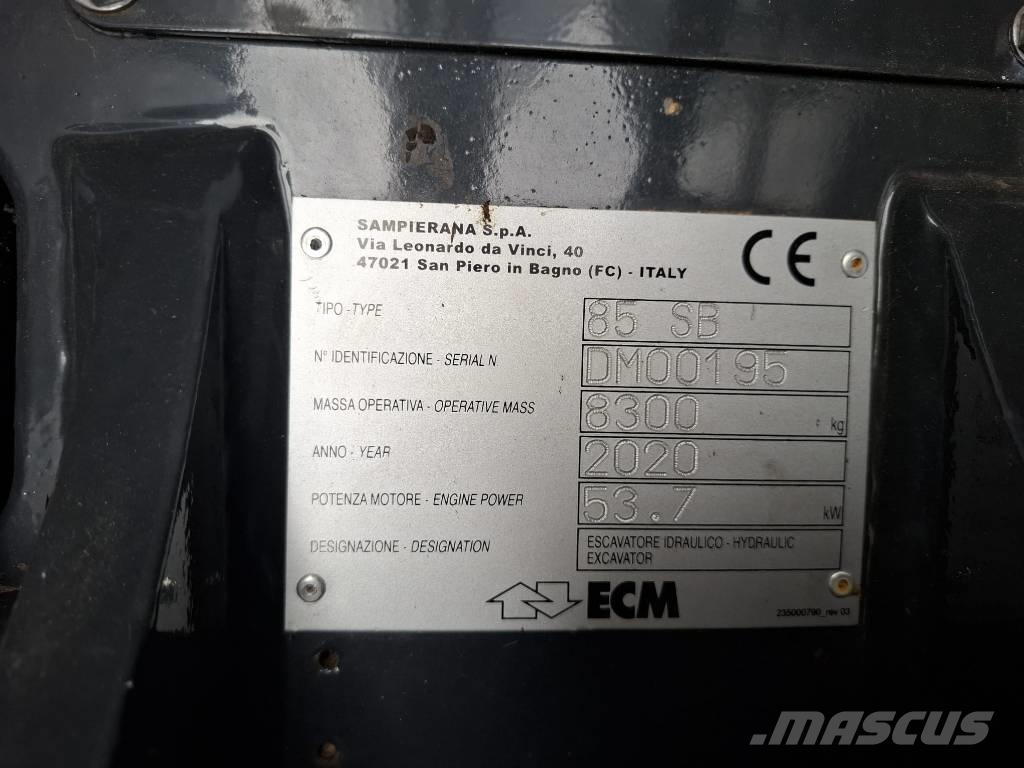 SAMPIERANA S.p.A.
Via Leonardo da Vinci, 40
47021 San Piero in Bagno (FC) - ITALY
CE
TIPO - TYPE 85 SB
N° IDENTIFICAZIONE - SERIAL N. DM00195
MASSA OPERATIVA - OPERATIVE MASS 8300 kg
ANNO - YEAR 2020
POTENZA MOTORE - ENGINE POWER 53.7 kW
DESIGNAZIONE - DESIGNATION ESCAVATORE IDRAULICO - HYDRAULIC
EXCAVATOR
ECM
235000790_rev 03
MASCUS